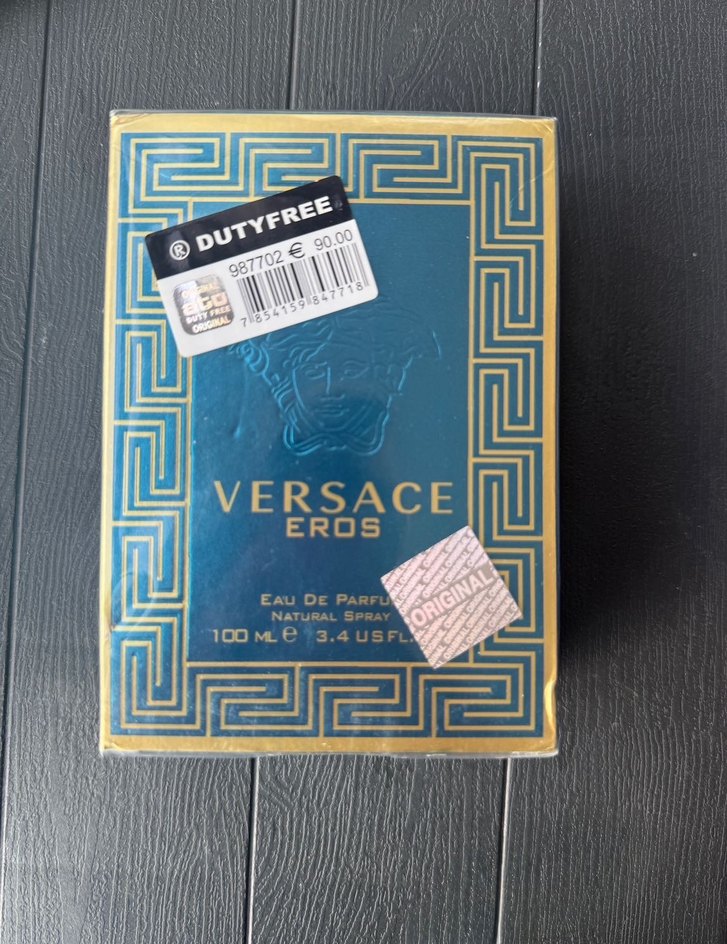 ® DUTYFREE
987702 € 90.00
7 854159 847718
ORIGINAL
DUTY FREE
ORIGINAL
VERSACE
EROS
EAU DE PARFU
NATURAL SPRAY
100 ML e 3.4 US FL.
ORIGINAL